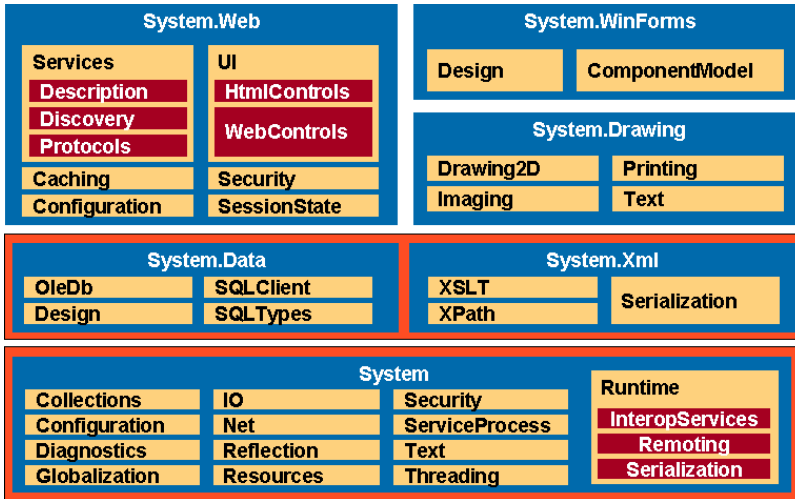 System.Web
Services
Description
Discovery
Protocols
UI
HtmlControls
WebControls
Caching
Security
Configuration
SessionState
System.WinForms
Design
ComponentModel
System.Drawing
Drawing2D
Printing
Imaging
Text
System.Data
OleDb
SQLClient
Design
SQLTypes
System.Xml
XSLT
XPath
Serialization
System
Collections
IO
Security
Configuration
Net
ServiceProcess
Diagnostics
Reflection
Text
Globalization
Resources
Threading
Runtime
InteropServices
Remoting
Serialization